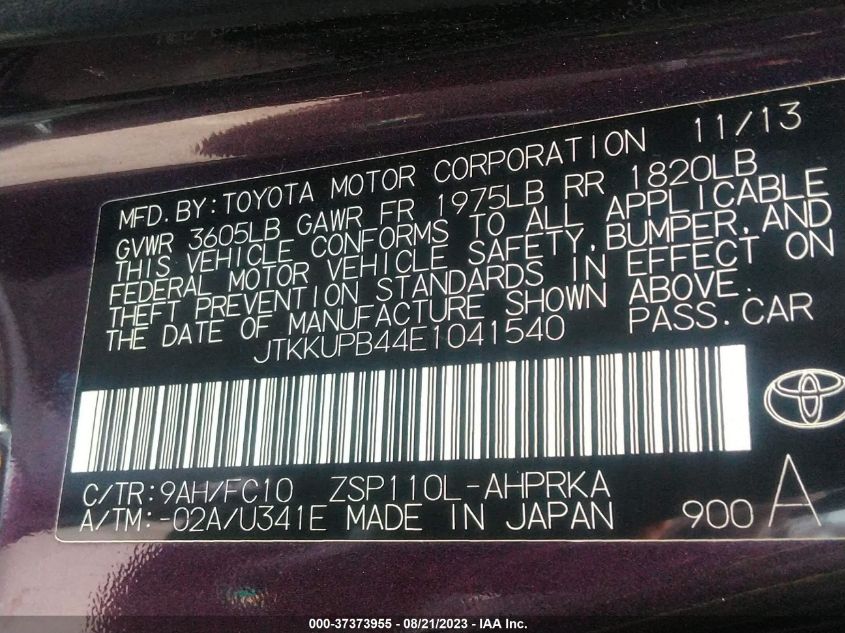 MFD. BY: TOYOTA MOTOR CORPORATION 11/13
GVWR 3605LB GAWR FR 1975LB RR 1820LB
THIS VEHICLE CONFORMS TO ALL APPLICABLE
FEDERAL MOTOR VEHICLE SAFETY, BUMPER, AND
THEFT PREVENTION STANDARDS IN EFFECT ON
THE DATE OF MANUFACTURE SHOWN ABOVE.
JTKKUPB44E1041540 PASS. CAR
C/TR: 9AH/FC10 ZSP110L-AHPRKA
A/TM: -02A/U341E MADE IN JAPAN 900 A
000-37373955 - 08/21/2023 - IAA Inc.